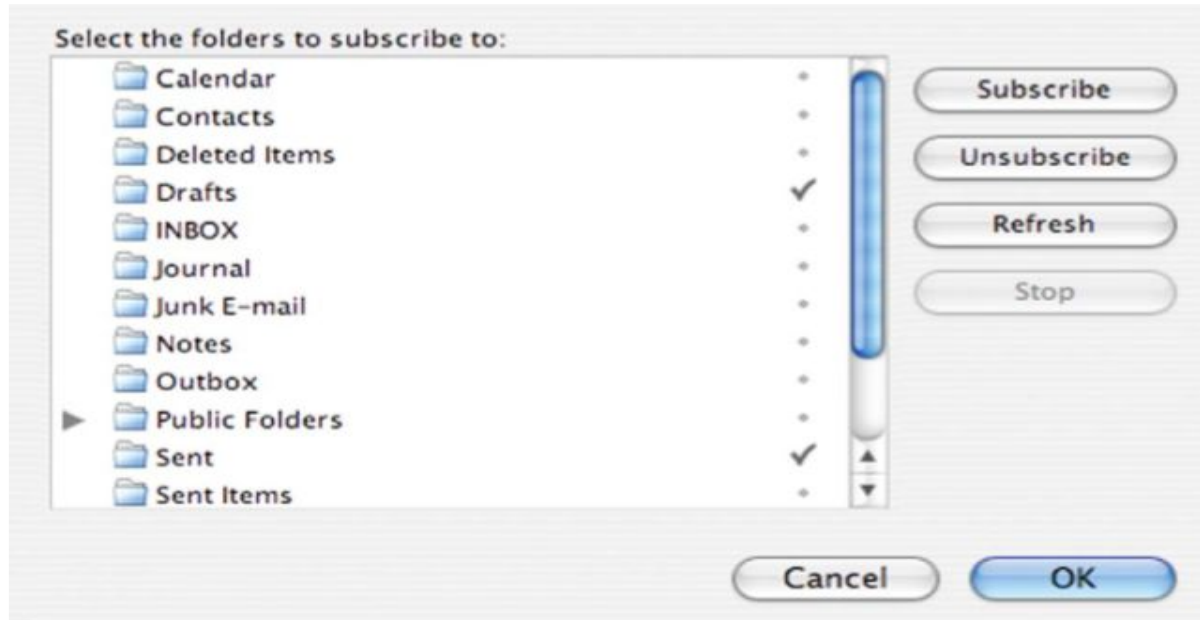 Select the folders to subscribe to:
Calendar
Contacts
Deleted Items
Drafts
INBOX
Journal
Junk E-mail
Notes
Outbox
Public Folders
Sent
Sent Items
Subscribe
Unsubscribe
Refresh
Stop
Cancel
OK